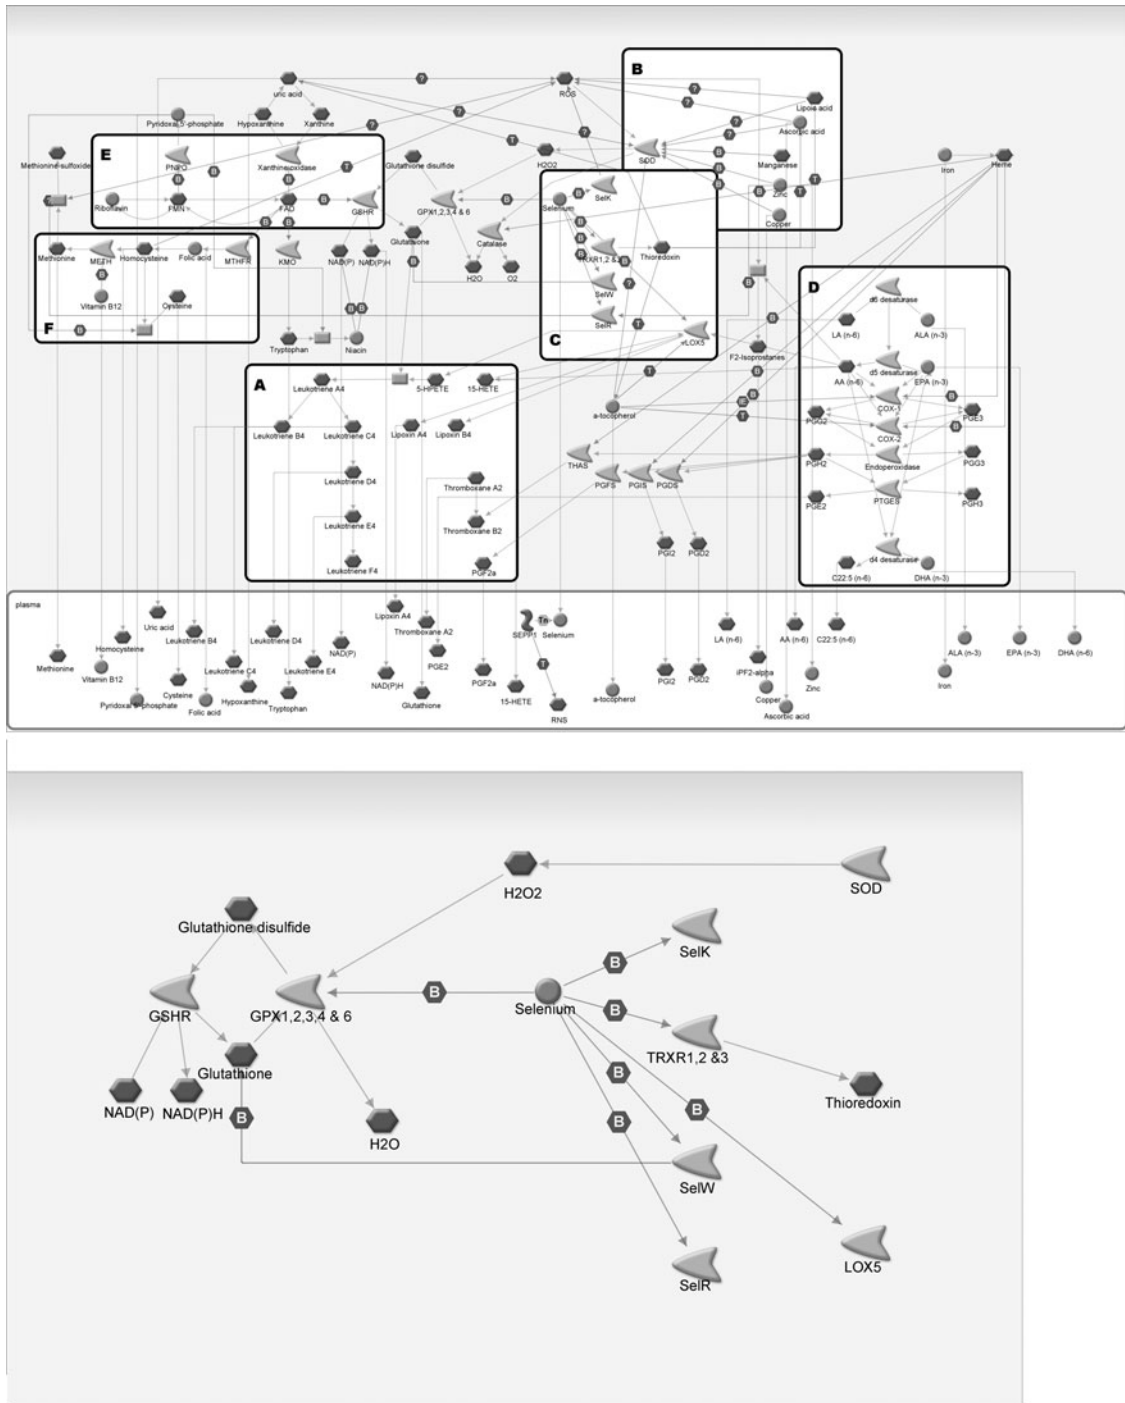 B
?
uric acid
ROS
?
?
Lipoic acid
Pyridoxal 5'-phosphate
Hypoxanthine
Xanthine
?
?
?
Ascorbic acid
E
T
Methionine-sulfoxide
PNPO
B
Xanthine oxidase
T
Glutathione disulfide
H2O2
SOD
B
Manganese
Iron
Heme
B
B
C
B
B
Zinc
T
T
Riboflavin
FMN
FAD
B
GSHR
GPX1,2,3,4 & 6
B
Selenium
B
SelK
Copper
B
B
Glutathione
Catalase
B
TRXR1,2 &3
Thioredoxin
F
Methionine
METH
Homocysteine
Folic acid
MTHFR
KMO
NAD(P)
NAD(P)H
B
H2O
O2
B
B
D
B
Vitamin B12
Cysteine
SelW
?
B
d6 desaturase
B
B
B
SelR
T
vLOX5
B
LA (n-6)
ALA (n-3)
Tryptophan
Niacin
F2-Isoprostanes
A
Leukotriene A4
5-HPETE
15-HETE
T
B
AA (n-6)
d5 desaturase
EPA (n-3)
a-tocopherol
B
T
COX-1
B
PGG2
PGE3
Leukotriene B4
Leukotriene C4
Lipoxin A4
Lipoxin B4
COX-2
B
THAS
PGFS
PGIS
PGDS
PGH2
Endoperoxidase
PGG3
Leukotriene D4
Thromboxane A2
PTGES
PGE2
PGH3
Leukotriene E4
Thromboxane B2
Leukotriene F4
PGF2a
PGI2
PGD2
d4 desaturase
C22:5 (n-6)
DHA (n-3)
plasma
Uric acid
Lipoxin A4
Methionine
Homocysteine
Leukotriene B4
Leukotriene D4
NAD(P)
Thromboxane A2
SEPP1
Tn
Selenium
LA (n-6)
AA (n-6)
C22:5 (n-6)
ALA (n-3)
EPA (n-3)
DHA (n-6)
Vitamin B12
Leukotriene C4
Leukotriene E4
NAD(P)H
PGE2
PGF2a
T
PGI2
PGD2
iPF2-alpha
Zinc
Iron
Pyridoxal 5'-phosphate
Cysteine
Folic acid
Hypoxanthine
Tryptophan
Glutathione
15-HETE
RNS
a-tocopherol
Copper
Ascorbic acid
H2O2
SOD
Glutathione disulfide
SelK
B
GSHR
GPX1,2,3,4 & 6
B
Selenium
B
TRXR1,2 &3
Glutathione
B
Thioredoxin
NAD(P)
NAD(P)H
B
H2O
B
B
SelW
LOX5
SelR